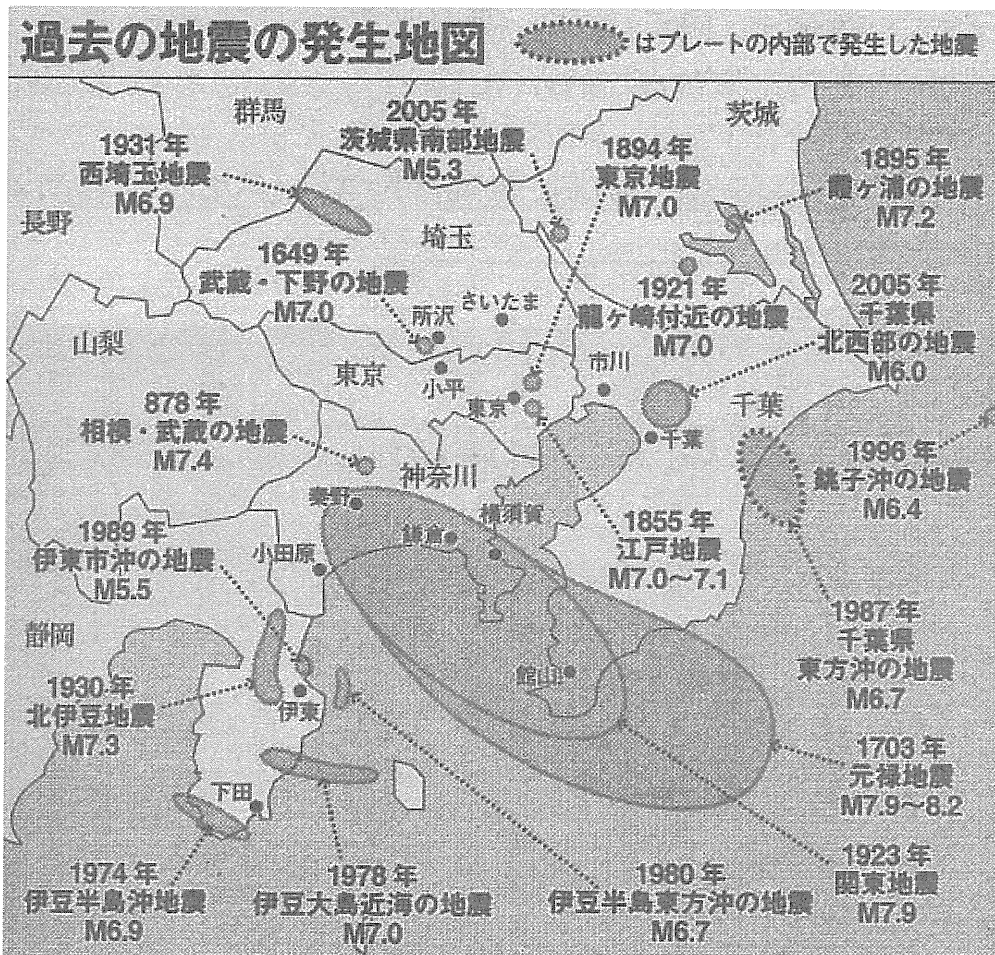 過去の地震の発生地図
はプレートの内部で発生した地震
群馬
茨城
長野
埼玉
山梨
東京
千葉
神奈川
静岡
1931年
西埼玉地震
M6.9
2005年
茨城県南部地震
M5.3
1894年
東京地震
M7.0
1895年
霞ヶ浦の地震
M7.2
1649年
武蔵・下野の地震
M7.0
1921年
龍ヶ崎付近の地震
M7.0
2005年
千葉県
北西部の地震
M6.0
さいたま
所沢
小平
東京
市川
千葉
878年
相模・武蔵の地震
M7.4
1996年
銚子沖の地震
M6.4
秦野
鎌倉
横須賀
小田原
館山
伊東
下田
1855年
江戸地震
M7.0〜7.1
1989年
伊東市沖の地震
M5.5
1987年
千葉県
東方沖の地震
M6.7
1930年
北伊豆地震
M7.3
1703年
元禄地震
M7.9〜8.2
1974年
伊豆半島沖地震
M6.9
1978年
伊豆大島近海の地震
M7.0
1980年
伊豆半島東方沖の地震
M6.7
1923年
関東地震
M7.9